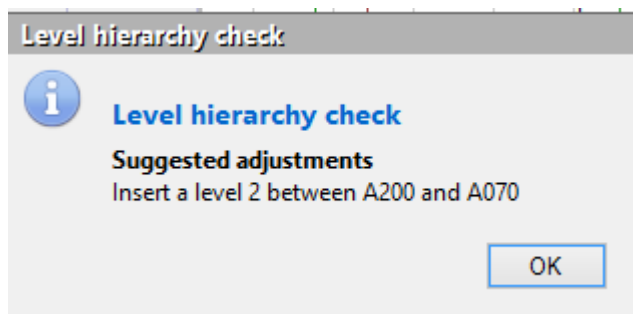 Level hierarchy check
Level hierarchy check
Suggested adjustments
Insert a level 2 between A200 and A070
OK